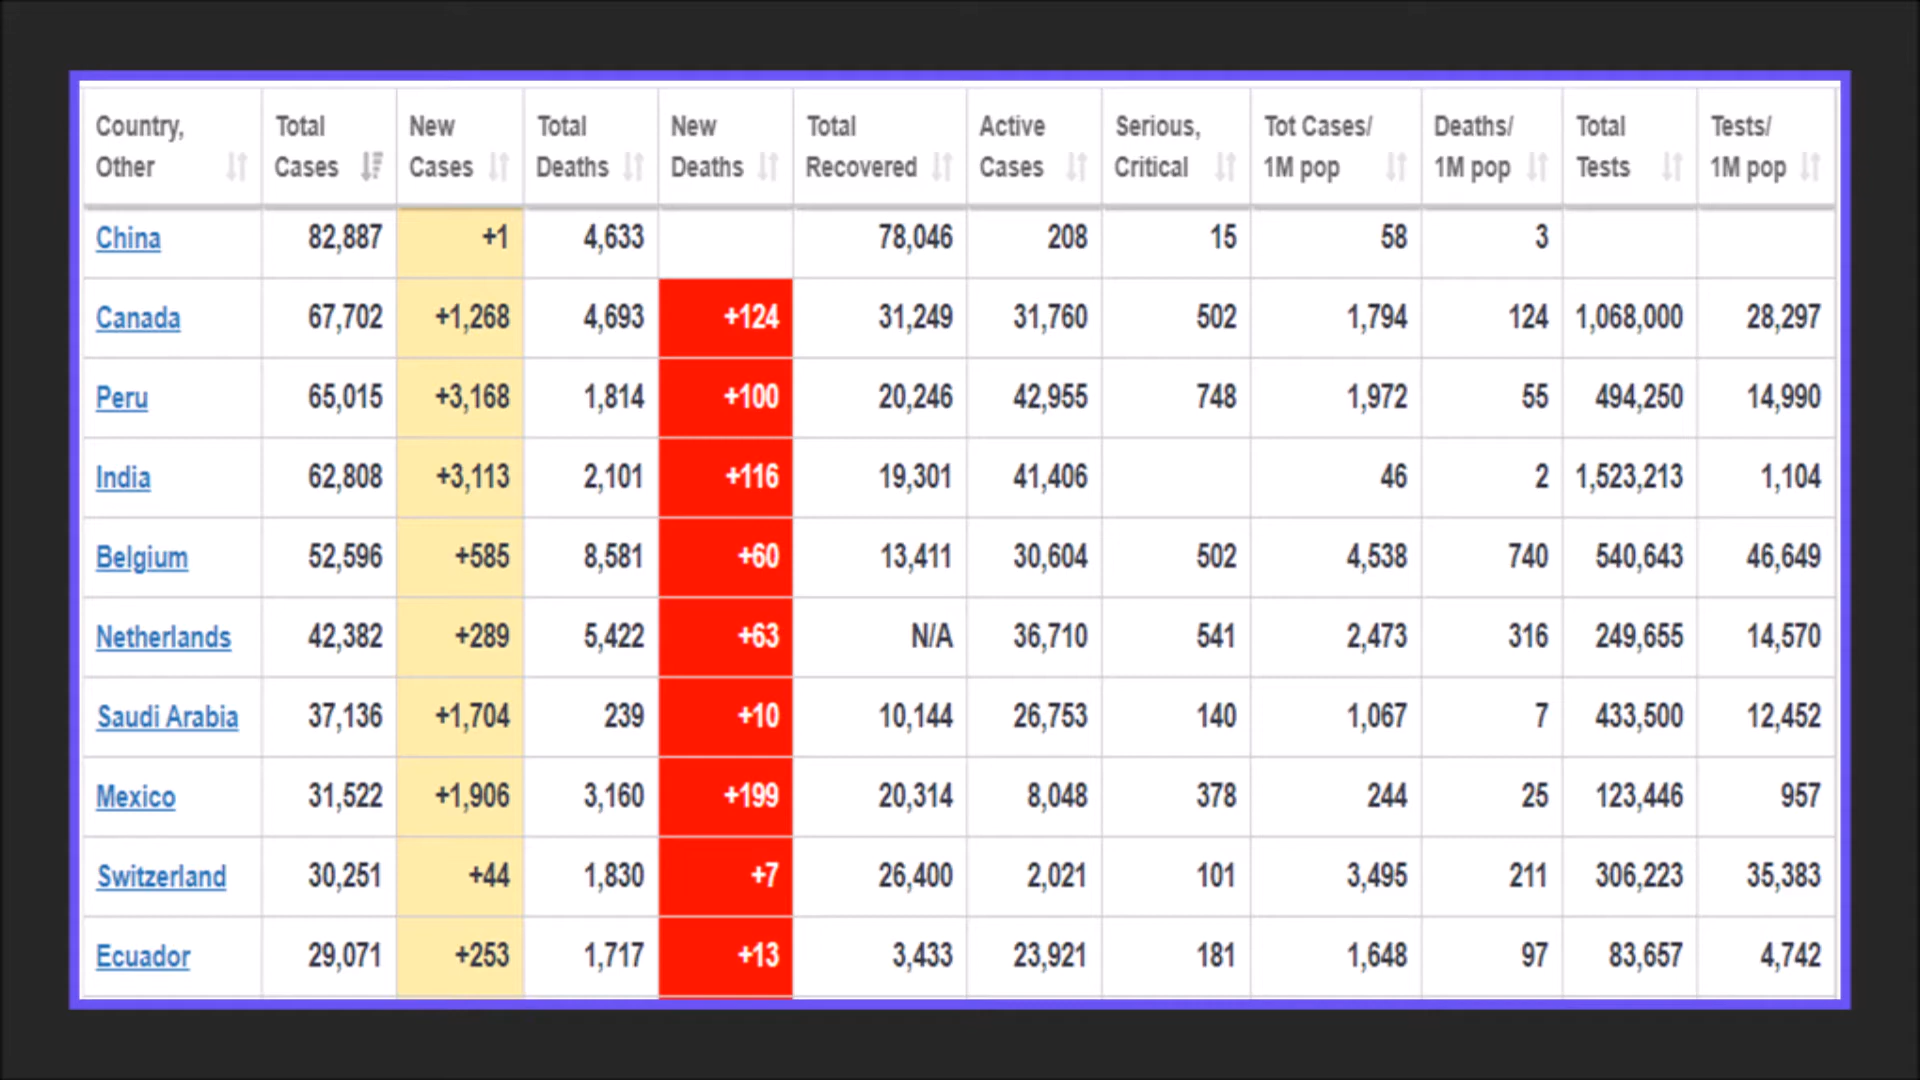 Country, Other Total Cases New Cases Total Deaths New Deaths Total Recovered Active Cases Serious, Critical Tot Cases/ 1M pop Deaths/ 1M pop Total Tests Tests/ 1M pop
China 82,887 +1 4,633 78,046 208 15 58 3
Canada 67,702 +1,268 4,693 +124 31,249 31,760 502 1,794 124 1,068,000 28,297
Peru 65,015 +3,168 1,814 +100 20,246 42,955 748 1,972 55 494,250 14,990
India 62,808 +3,113 2,101 +116 19,301 41,406 46 2 1,523,213 1,104
Belgium 52,596 +585 8,581 +60 13,411 30,604 502 4,538 740 540,643 46,649
Netherlands 42,382 +289 5,422 +63 N/A 36,710 541 2,473 316 249,655 14,570
Saudi Arabia 37,136 +1,704 239 +10 10,144 26,753 140 1,067 7 433,500 12,452
Mexico 31,522 +1,906 3,160 +199 20,314 8,048 378 244 25 123,446 957
Switzerland 30,251 +44 1,830 +7 26,400 2,021 101 3,495 211 306,223 35,383
Ecuador 29,071 +253 1,717 +13 3,433 23,921 181 1,648 97 83,657 4,742